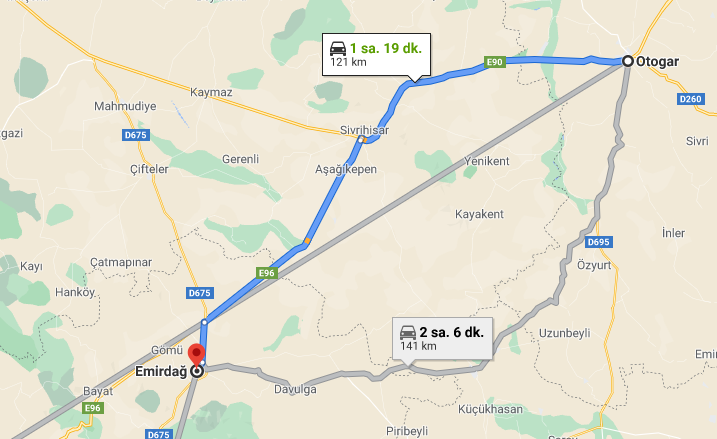 1 sa. 19 dk.
121 km
E90
Otogar
Kaymaz
Mahmudiye
D260
Sivrihisar
D675
Sivri
Gerenli
Yenikent
Çifteler
Aşağıkepen
Kayakent
İnler
D695
Kayı
Çatmapınar
Özyurt
E96
Hanköy
D675
2 sa. 6 dk.
141 km
Uzunbeyli
Gömü
Emirdağ
Bayat
Davulga
E96
Küçükhasan
D675
Piribeyli